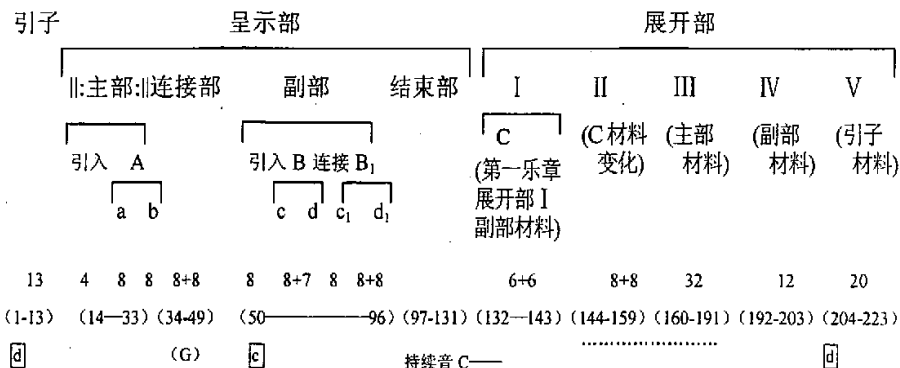 引子 呈示部 展开部
‖:主部:‖连接部 副部 结束部 I II III IV V
引入 A 引入 B 连接 B₁ C (C 材料 (主部 (副部 (引子
变化) 材料) 材料) 材料)
(第一乐章
展开部 I
副部材料)
a b c d c₁ d₁
13 4 8 8 8+8 8 8+7 8 8+8 6+6 8+8 32 12 20
(1-13) (14—33) (34-49) (50————96) (97-131) (132—143) (144-159) (160-191) (192-203) (204-223)
d (G) c 持续音 C—— d